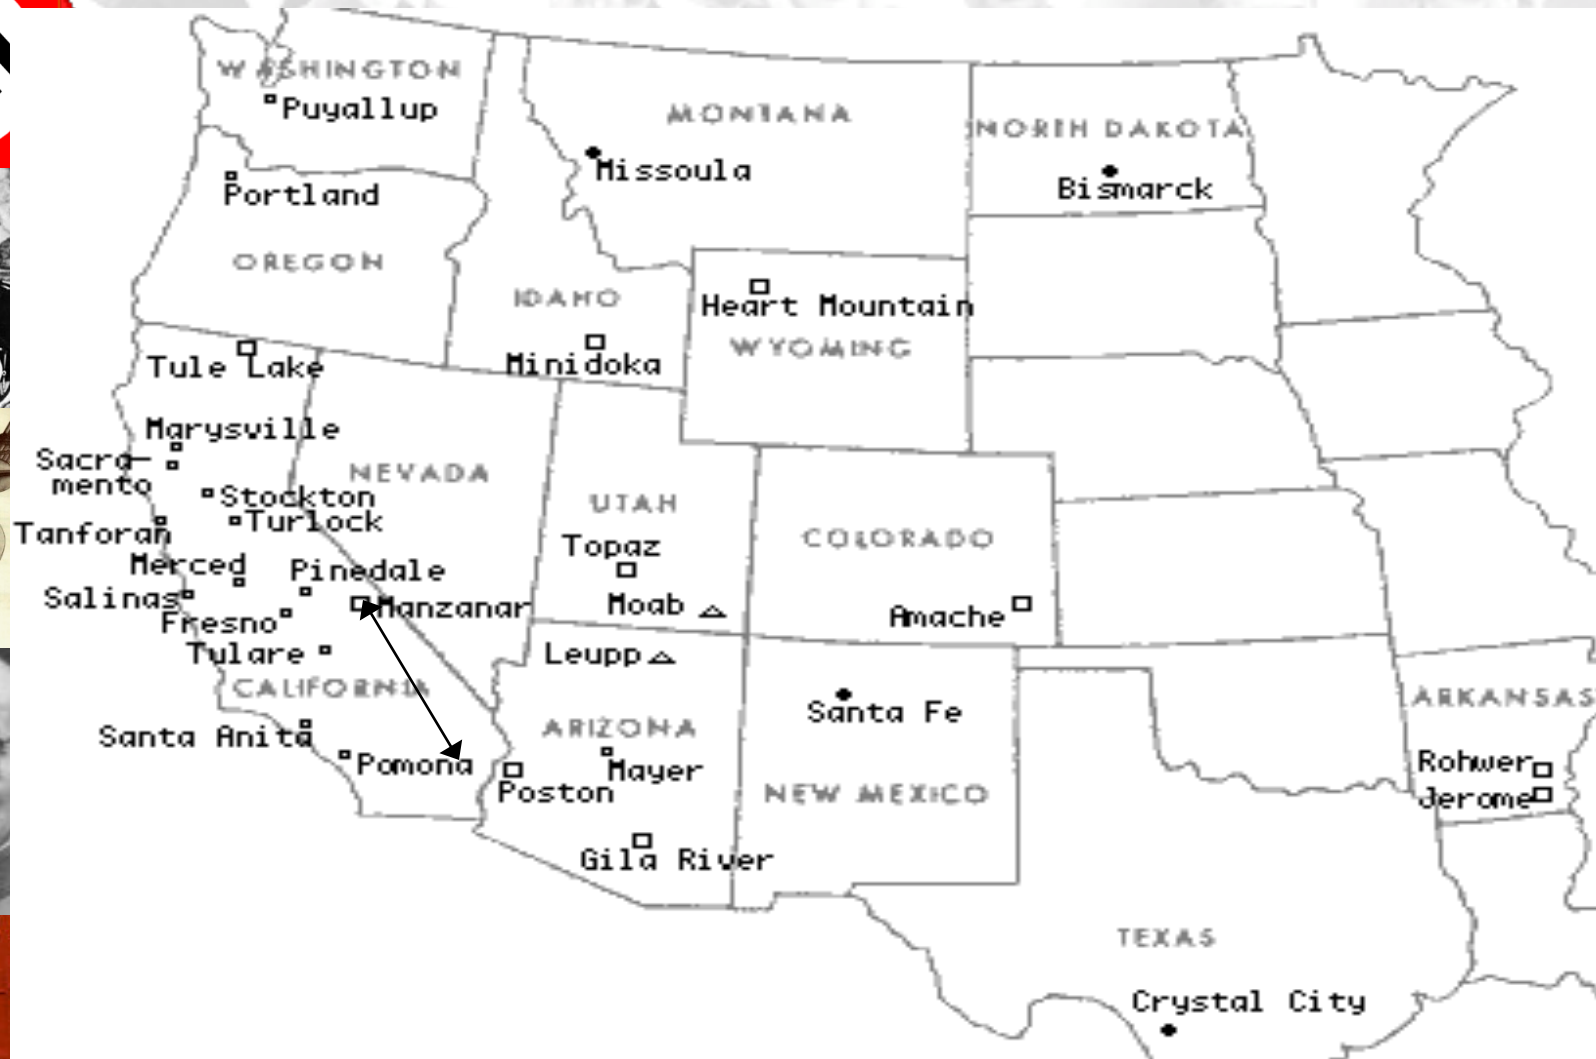 WASHINGTON
Puyallup
MONTANA
NORTH DAKOTA
Missoula
Bismarck
Portland
OREGON
IDAHO
Heart Mountain
WYOMING
Minidoka
Tule Lake
Marysville
Sacra-
mento
NEVADA
Stockton
UTAH
Turlock
Tanforan
COLORADO
Topaz
Merced
Pinedale
Salinas
Manzanar
Moab
Amache
Fresno
Tulare
Leupp
CALIFORNIA
ARKANSAS
Santa Fe
ARIZONA
Santa Anita
Pomona
Mayer
Rohwer
Poston
NEW MEXICO
Jerome
Gila River
TEXAS
Crystal City